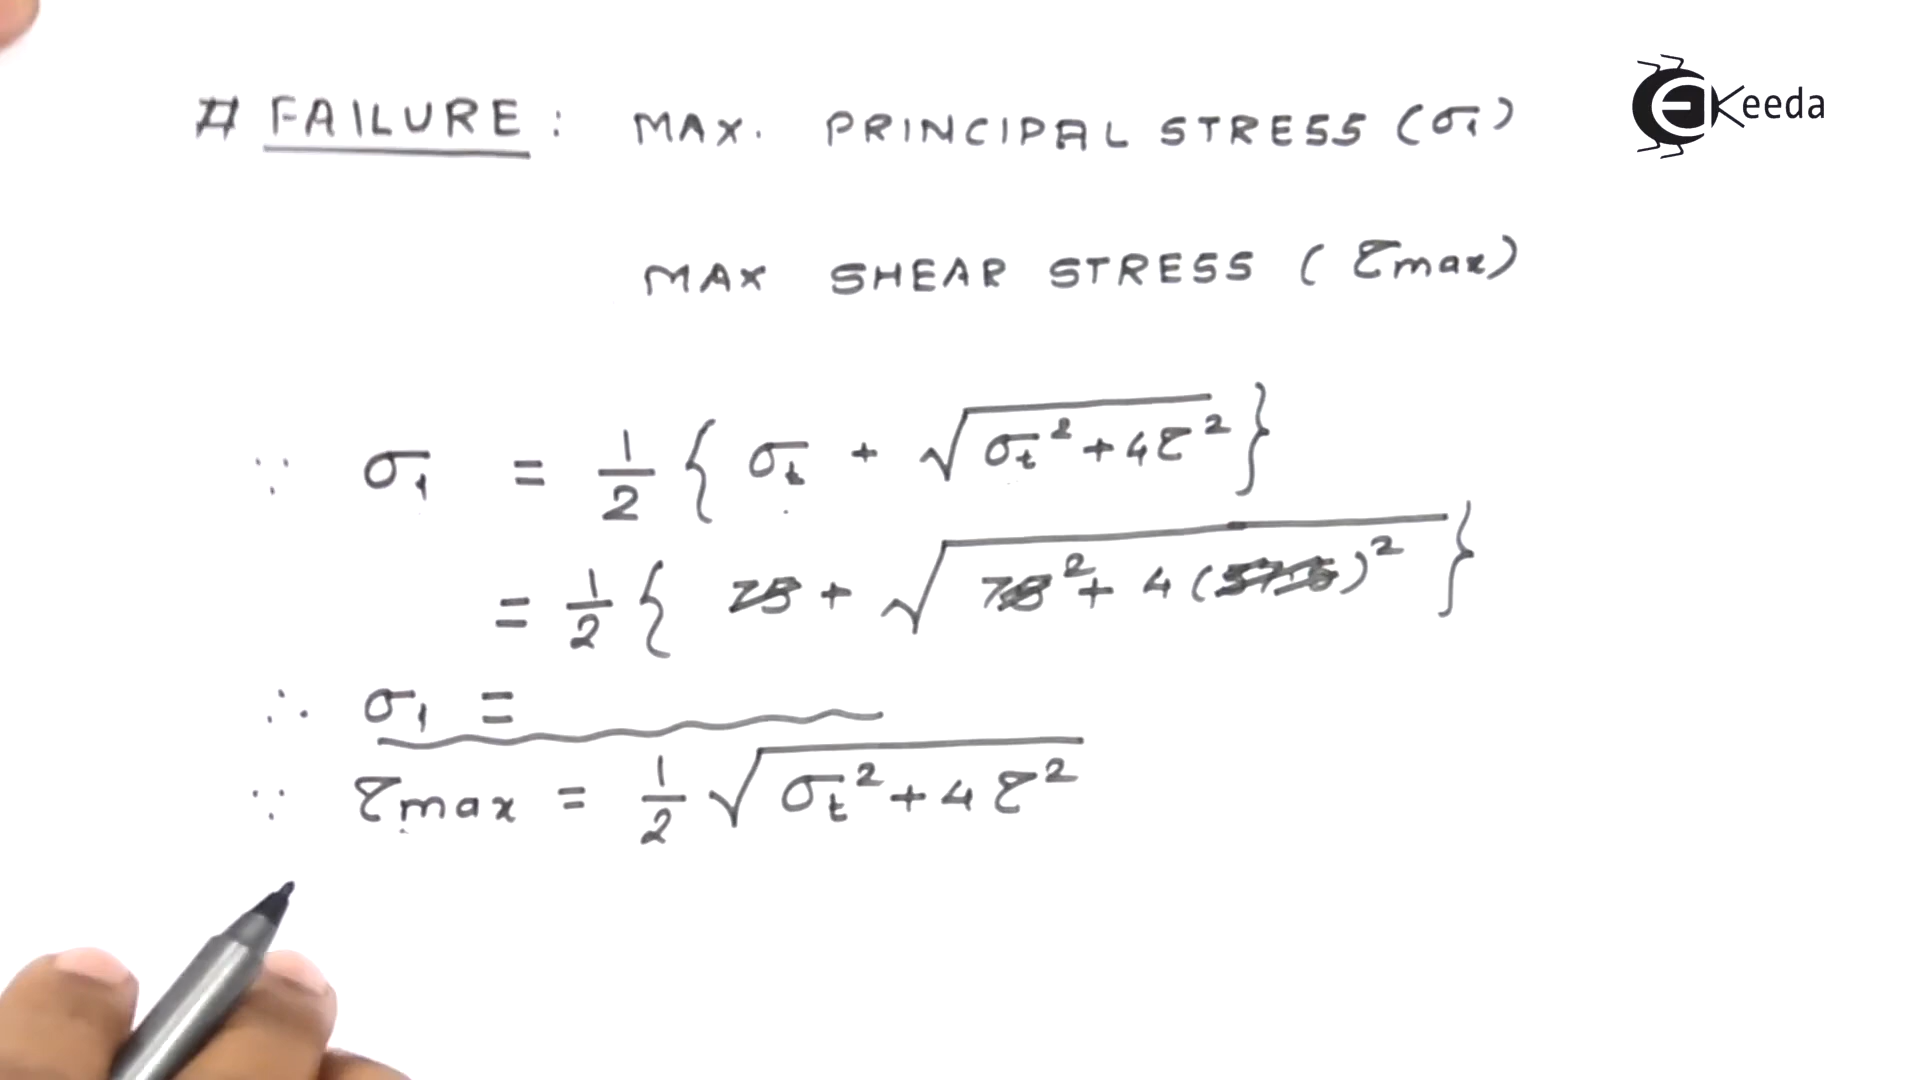 # FAILURE : MAX. PRINCIPAL STRESS (σ₁)
EKeeda
MAX SHEAR STRESS ( τmax)
∵ σ₁ = 1/2 { σt + √(σt² + 4τ²) }
= 1/2 { + √( ² + 4 ( )² ) }
∴ σ₁ =
∵ τmax = 1/2 √(σt² + 4τ²)